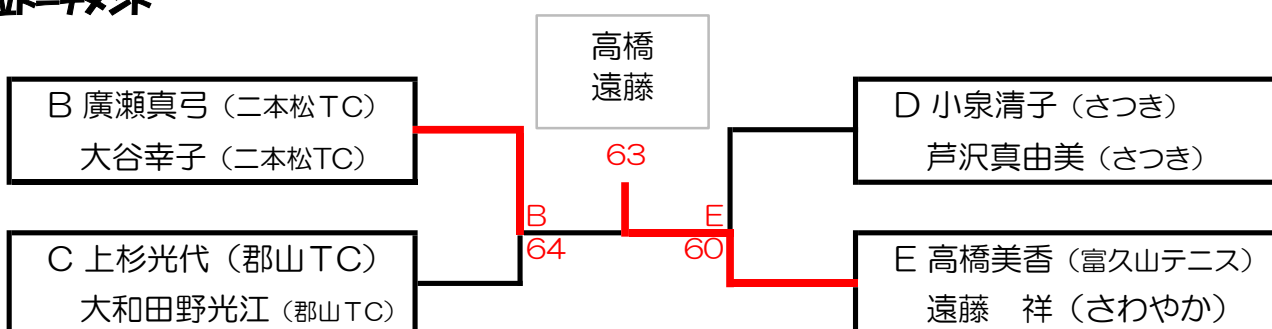 高橋
遠藤
B 廣瀬真弓（二本松TC）
大谷幸子（二本松TC）
C 上杉光代（郡山TC）
大和田野光江（郡山TC）
B
64
63
E
60
D 小泉清子（さつき）
芦沢真由美（さつき）
E 高橋美香（富久山テニス）
遠藤　祥（さわやか）